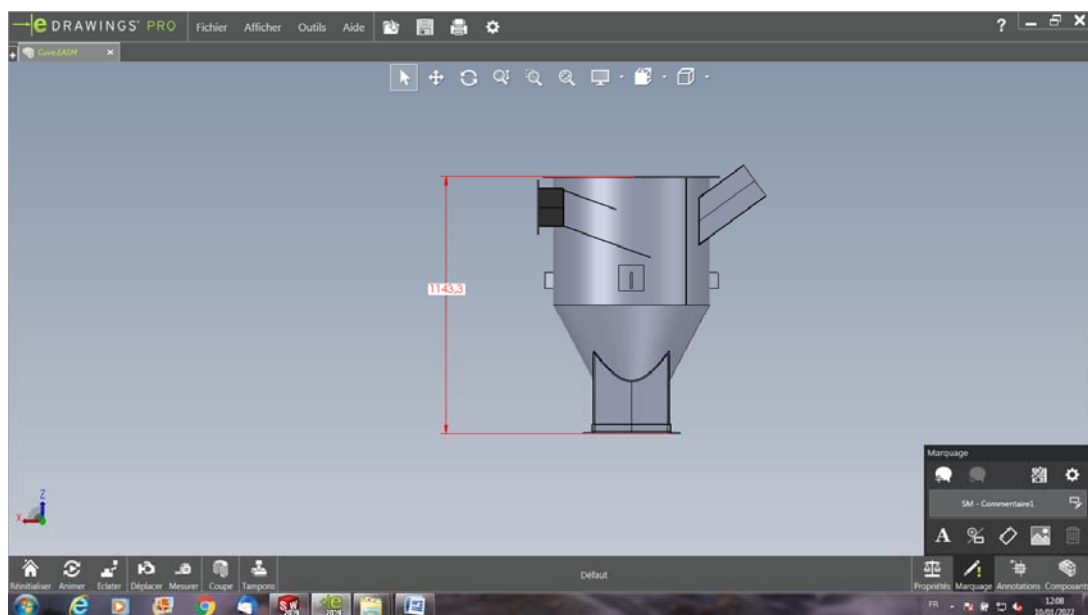 eDRAWINGS® PRO Fichier Afficher Outils Aide ?
Cuve.EASM
1143,3
Z
X
Marquage
SM - Commentaire1
A
Réinitialiser Animer Eclater Déplacer Mesurer Coupe Tampons Défaut Propriétés Marquage Annotations Composants
FR 12:08
10/01/2023